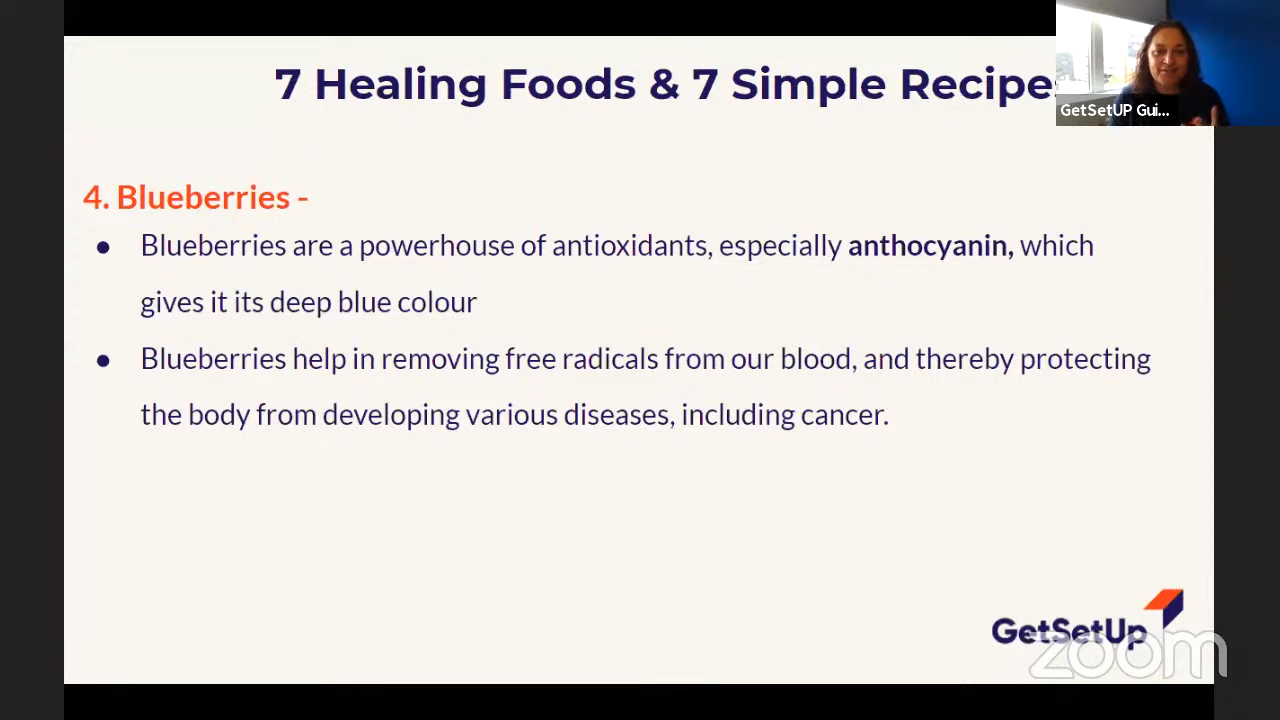 7 Healing Foods & 7 Simple Recipes
GetSetUP Gui...
4. Blueberries -
● Blueberries are a powerhouse of antioxidants, especially anthocyanin, which
gives it its deep blue colour
● Blueberries help in removing free radicals from our blood, and thereby protecting
the body from developing various diseases, including cancer.
GetSetUp
zoom